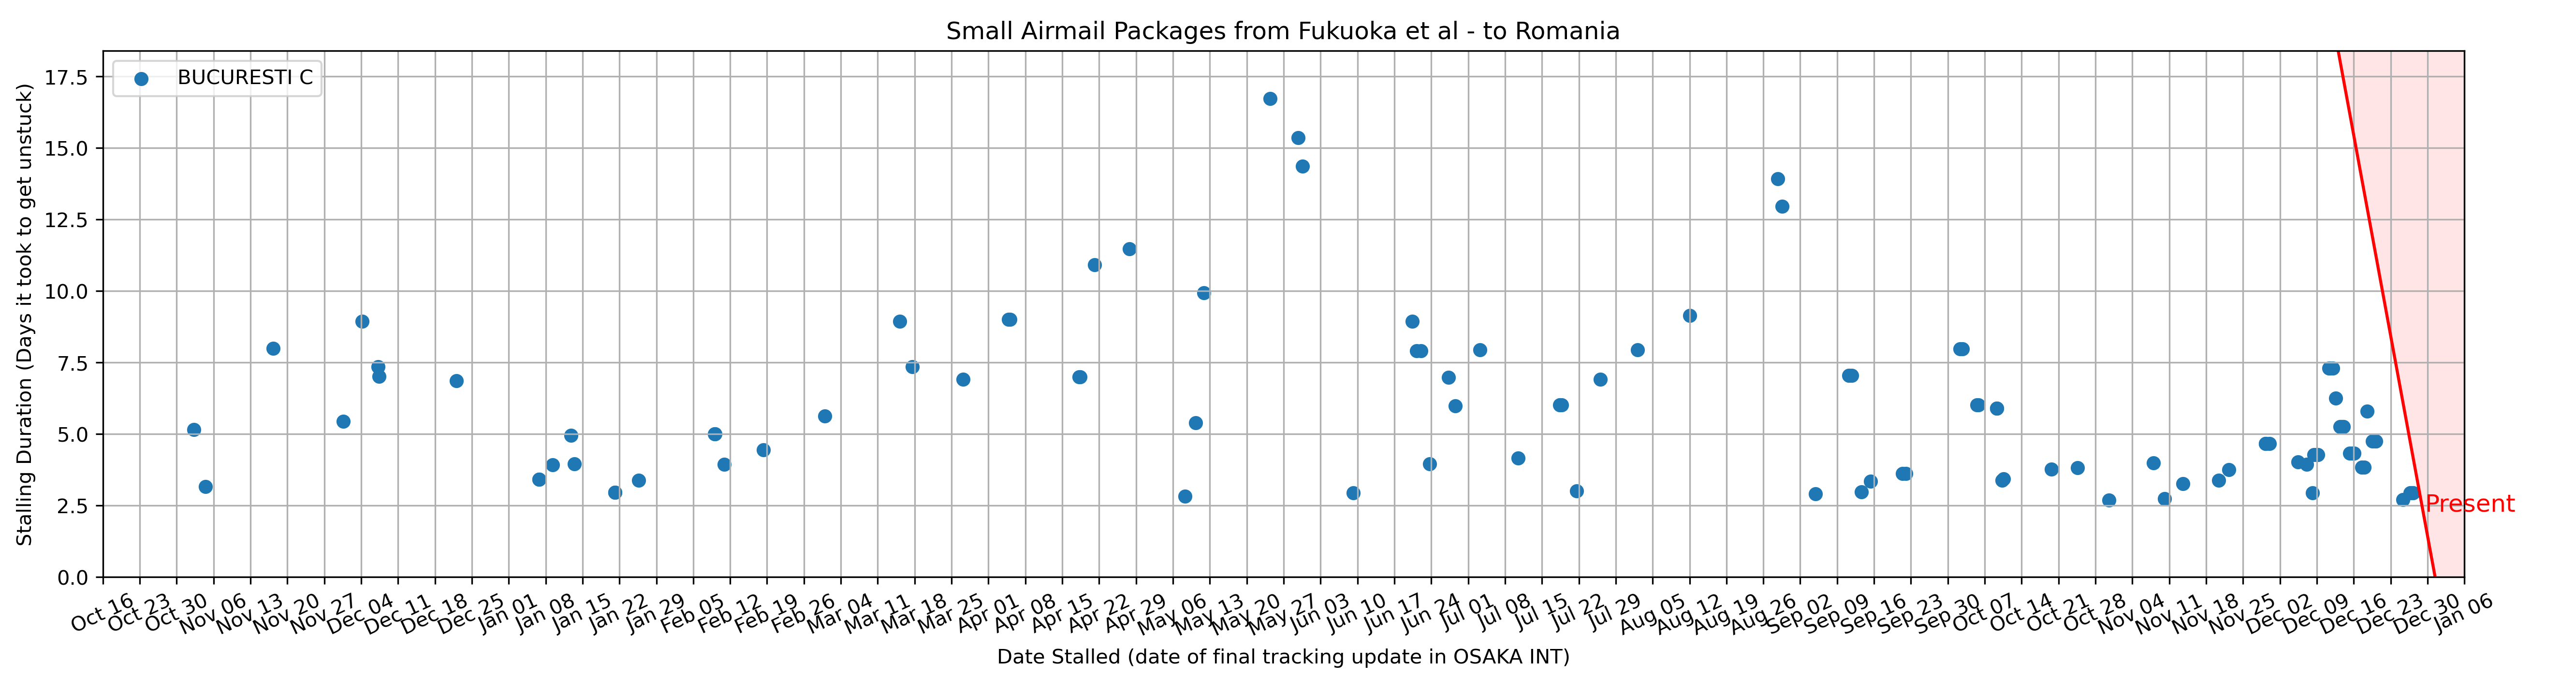 Small Airmail Packages from Fukuoka et al - to Romania
BUCURESTI C
Stalling Duration (Days it took to get unstuck)
17.5
15.0
12.5
10.0
7.5
5.0
2.5
0.0
Present
Oct 16
Oct 23
Oct 30
Nov 06
Nov 13
Nov 20
Nov 27
Dec 04
Dec 11
Dec 18
Dec 25
Jan 01
Jan 08
Jan 15
Jan 22
Jan 29
Feb 05
Feb 12
Feb 19
Feb 26
Mar 04
Mar 11
Mar 18
Mar 25
Apr 01
Apr 08
Apr 15
Apr 22
Apr 29
May 06
May 13
May 20
May 27
Jun 03
Jun 10
Jun 17
Jun 24
Jul 01
Jul 08
Jul 15
Jul 22
Jul 29
Aug 05
Aug 12
Aug 19
Aug 26
Sep 02
Sep 09
Sep 16
Sep 23
Sep 30
Oct 07
Oct 14
Oct 21
Oct 28
Nov 04
Nov 11
Nov 18
Nov 25
Dec 02
Dec 09
Dec 16
Dec 23
Dec 30
Jan 06
Date Stalled (date of final tracking update in OSAKA INT)